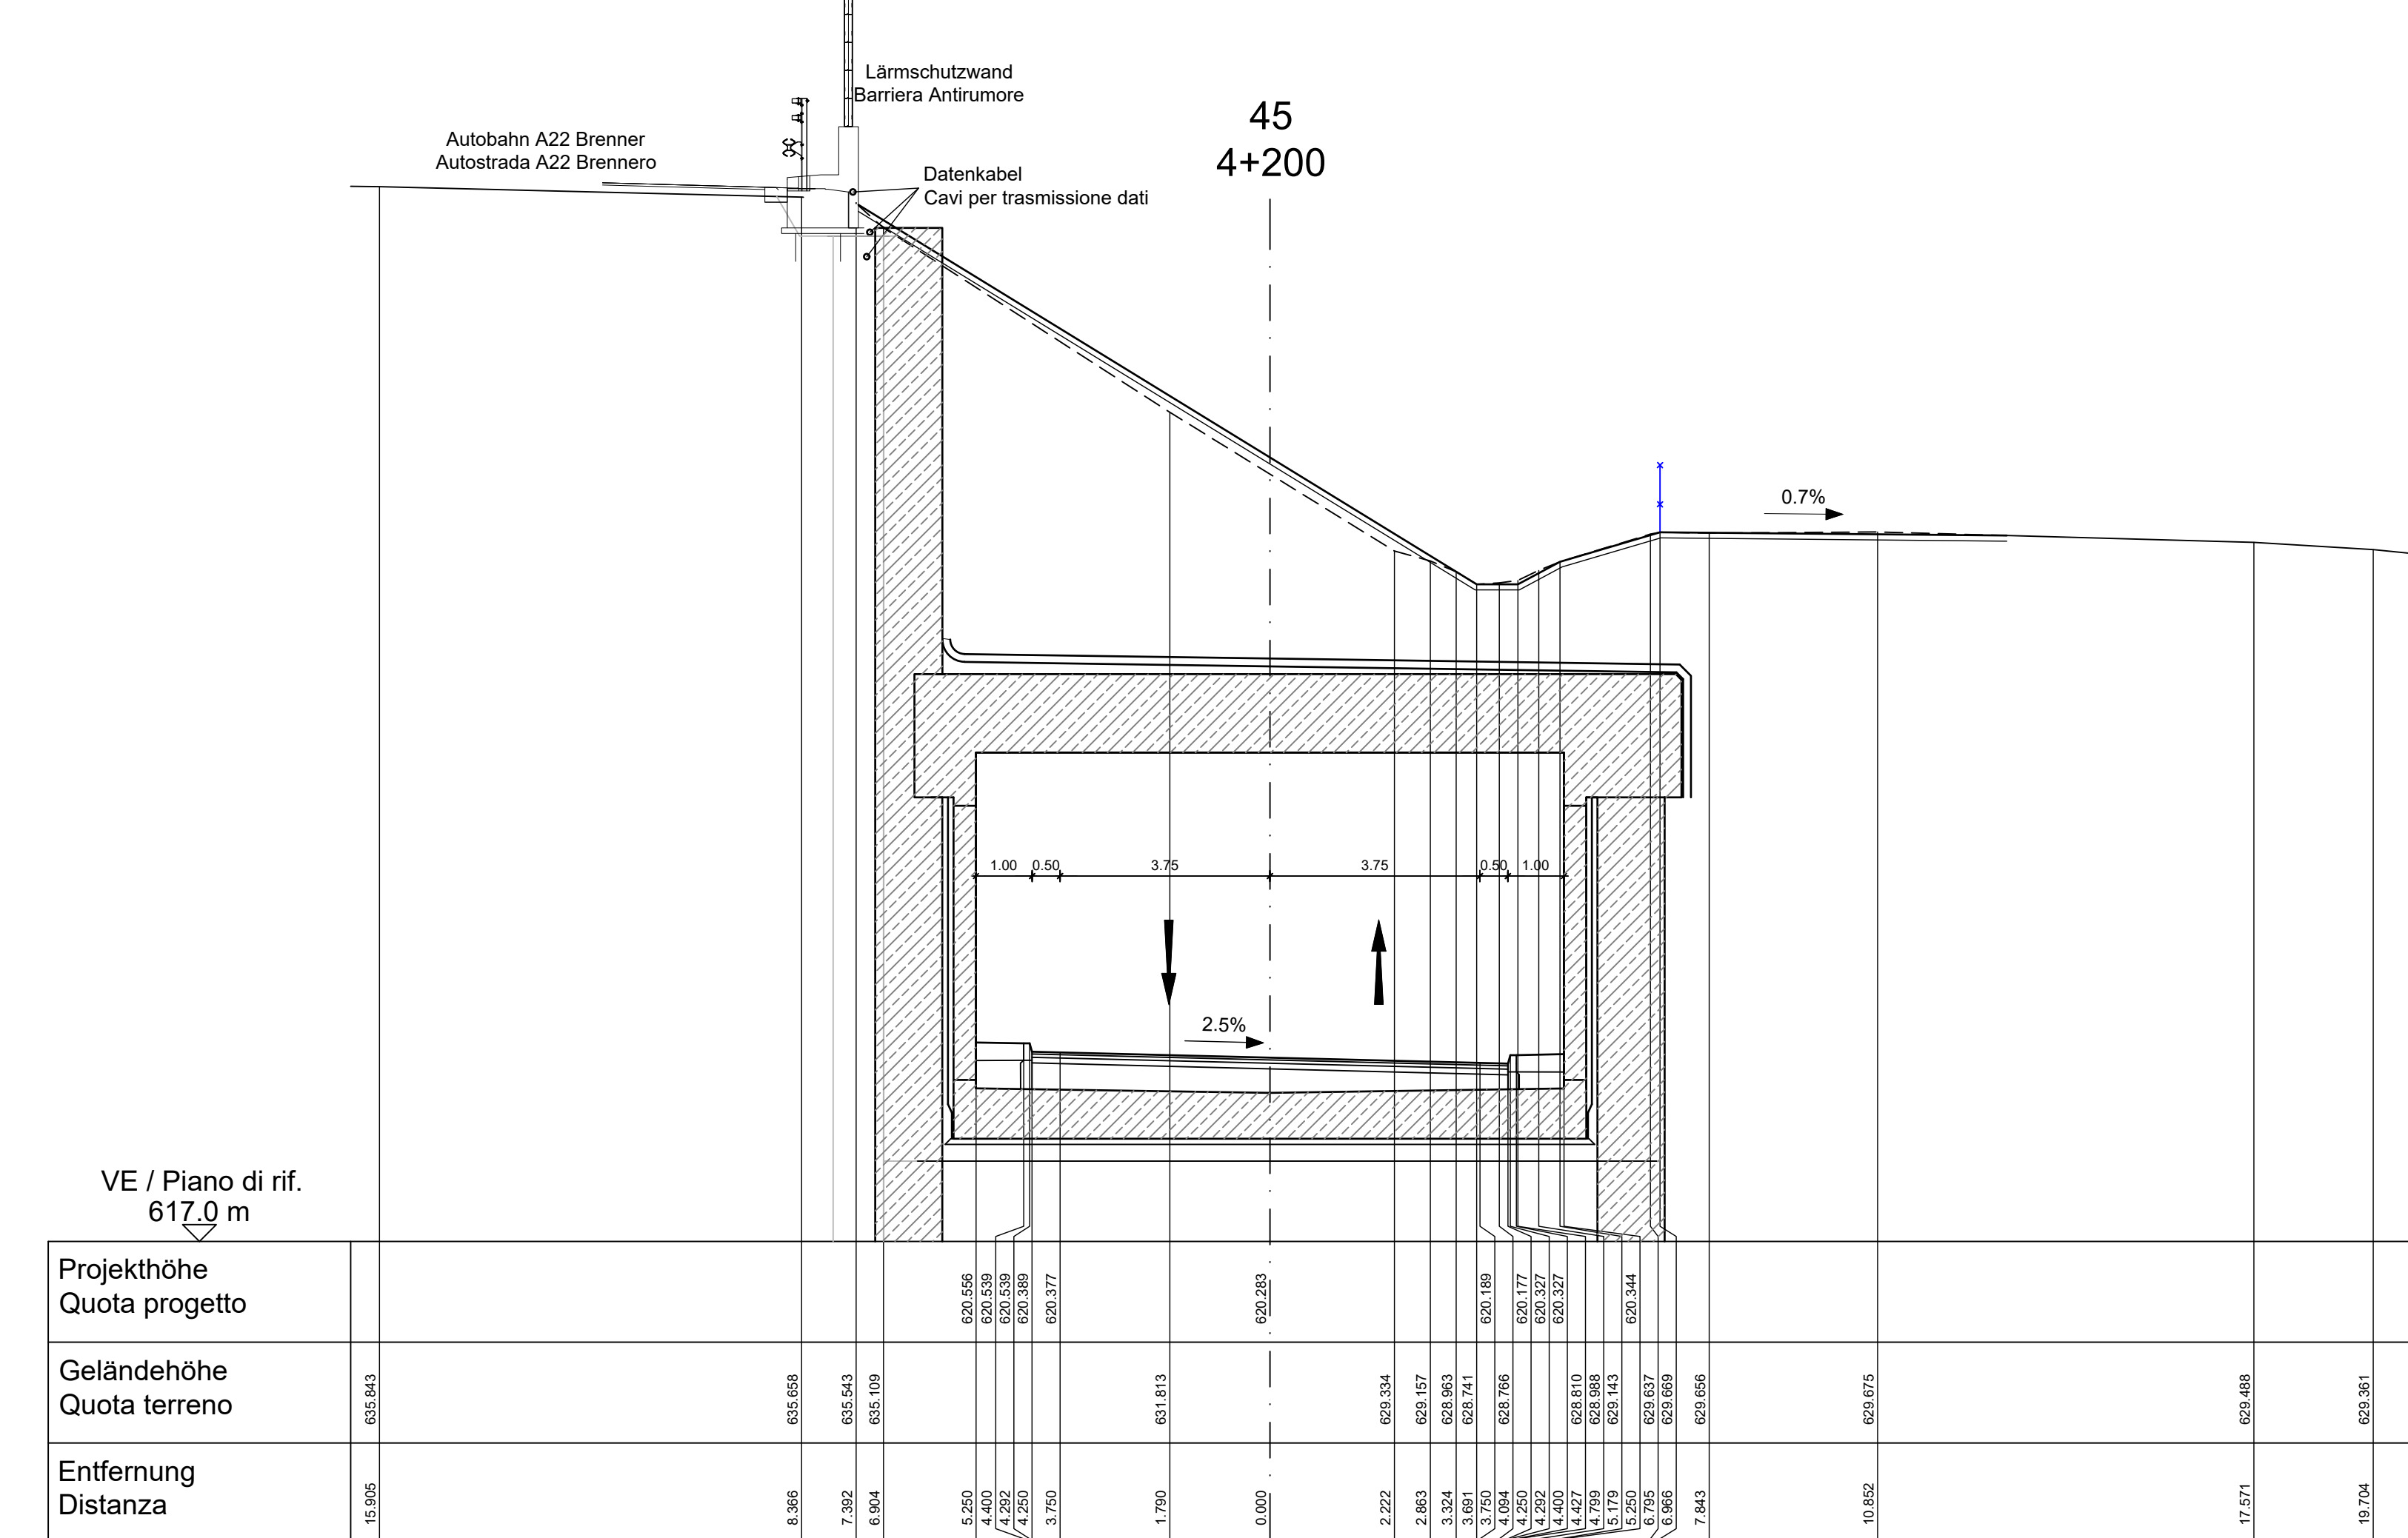 Lärmschutzwand
Barriera Antirumore
Autobahn A22 Brenner
Autostrada A22 Brennero
45
4+200
Datenkabel
Cavi per trasmissione dati
0.7%
1.00 0.50 3.75 3.75 0.50 1.00
2.5%
VE / Piano di rif.
617.0 m
Projekthöhe
Quota progetto
620.556 620.539 620.539 620.389 620.377 620.283 620.189 620.177 620.327 620.327 620.344
Geländehöhe
Quota terreno
635.843 635.658 635.543 635.109 631.813 629.334 629.157 628.963 628.741 628.766 628.810 628.988 629.143 629.637 629.669 629.656 629.675 629.488 629.361
Entfernung
Distanza
15.905 8.366 7.392 6.904 5.250 4.400 4.292 4.250 3.750 1.790 0.000 2.222 2.863 3.324 3.691 3.750 4.094 4.250 4.292 4.400 4.427 4.799 5.179 5.250 6.795 6.966 7.843 10.852 17.571 19.704